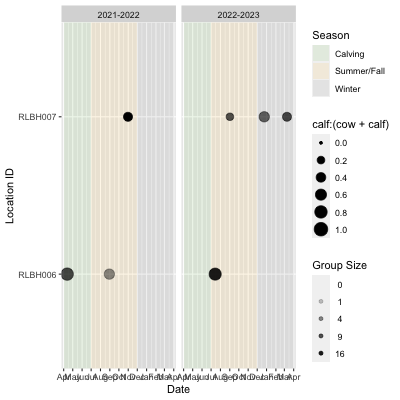 2021-2022
2022-2023
RLBH007
RLBH006
Location ID
Date
Season
Calving
Summer/Fall
Winter
calf:(cow + calf)
0.0
0.2
0.4
0.6
0.8
1.0
Group Size
0
1
4
9
16